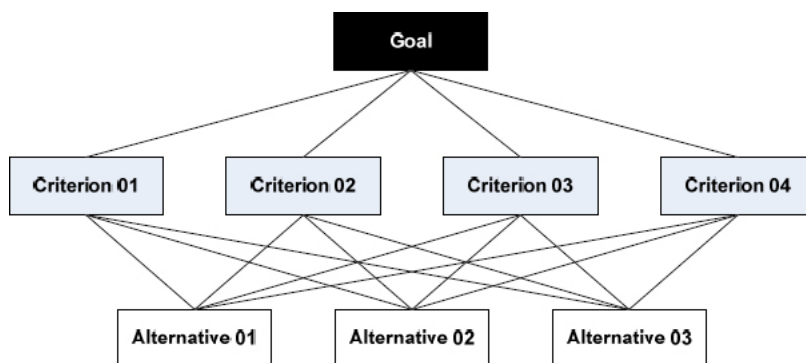 Goal
Criterion 01
Criterion 02
Criterion 03
Criterion 04
Alternative 01
Alternative 02
Alternative 03